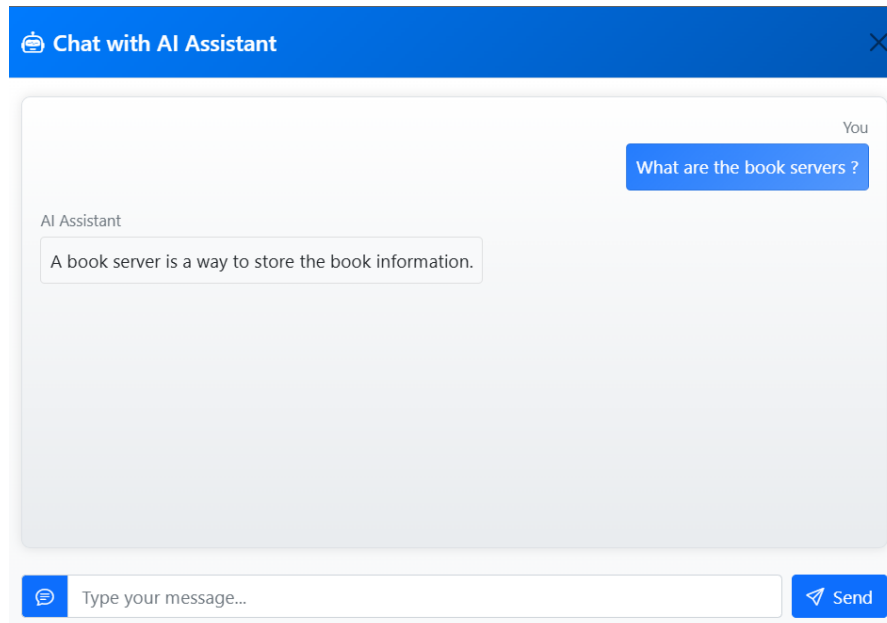 Chat with AI Assistant
You
What are the book servers ?
AI Assistant
A book server is a way to store the book information.
Type your message...
Send